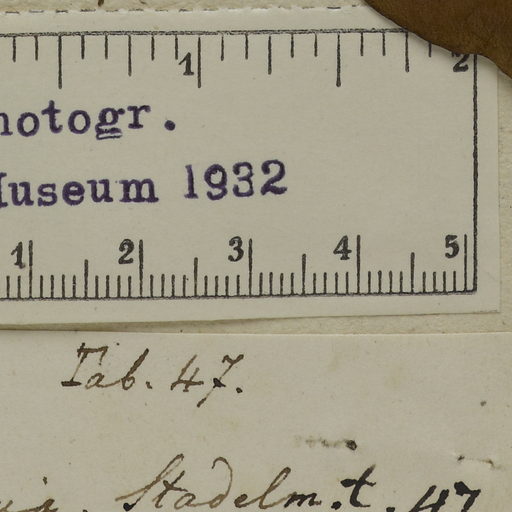 1 2
hotogr.
Museum 1932
1 2 3 4 5
Tab. 47.
Stadelm. t. 47